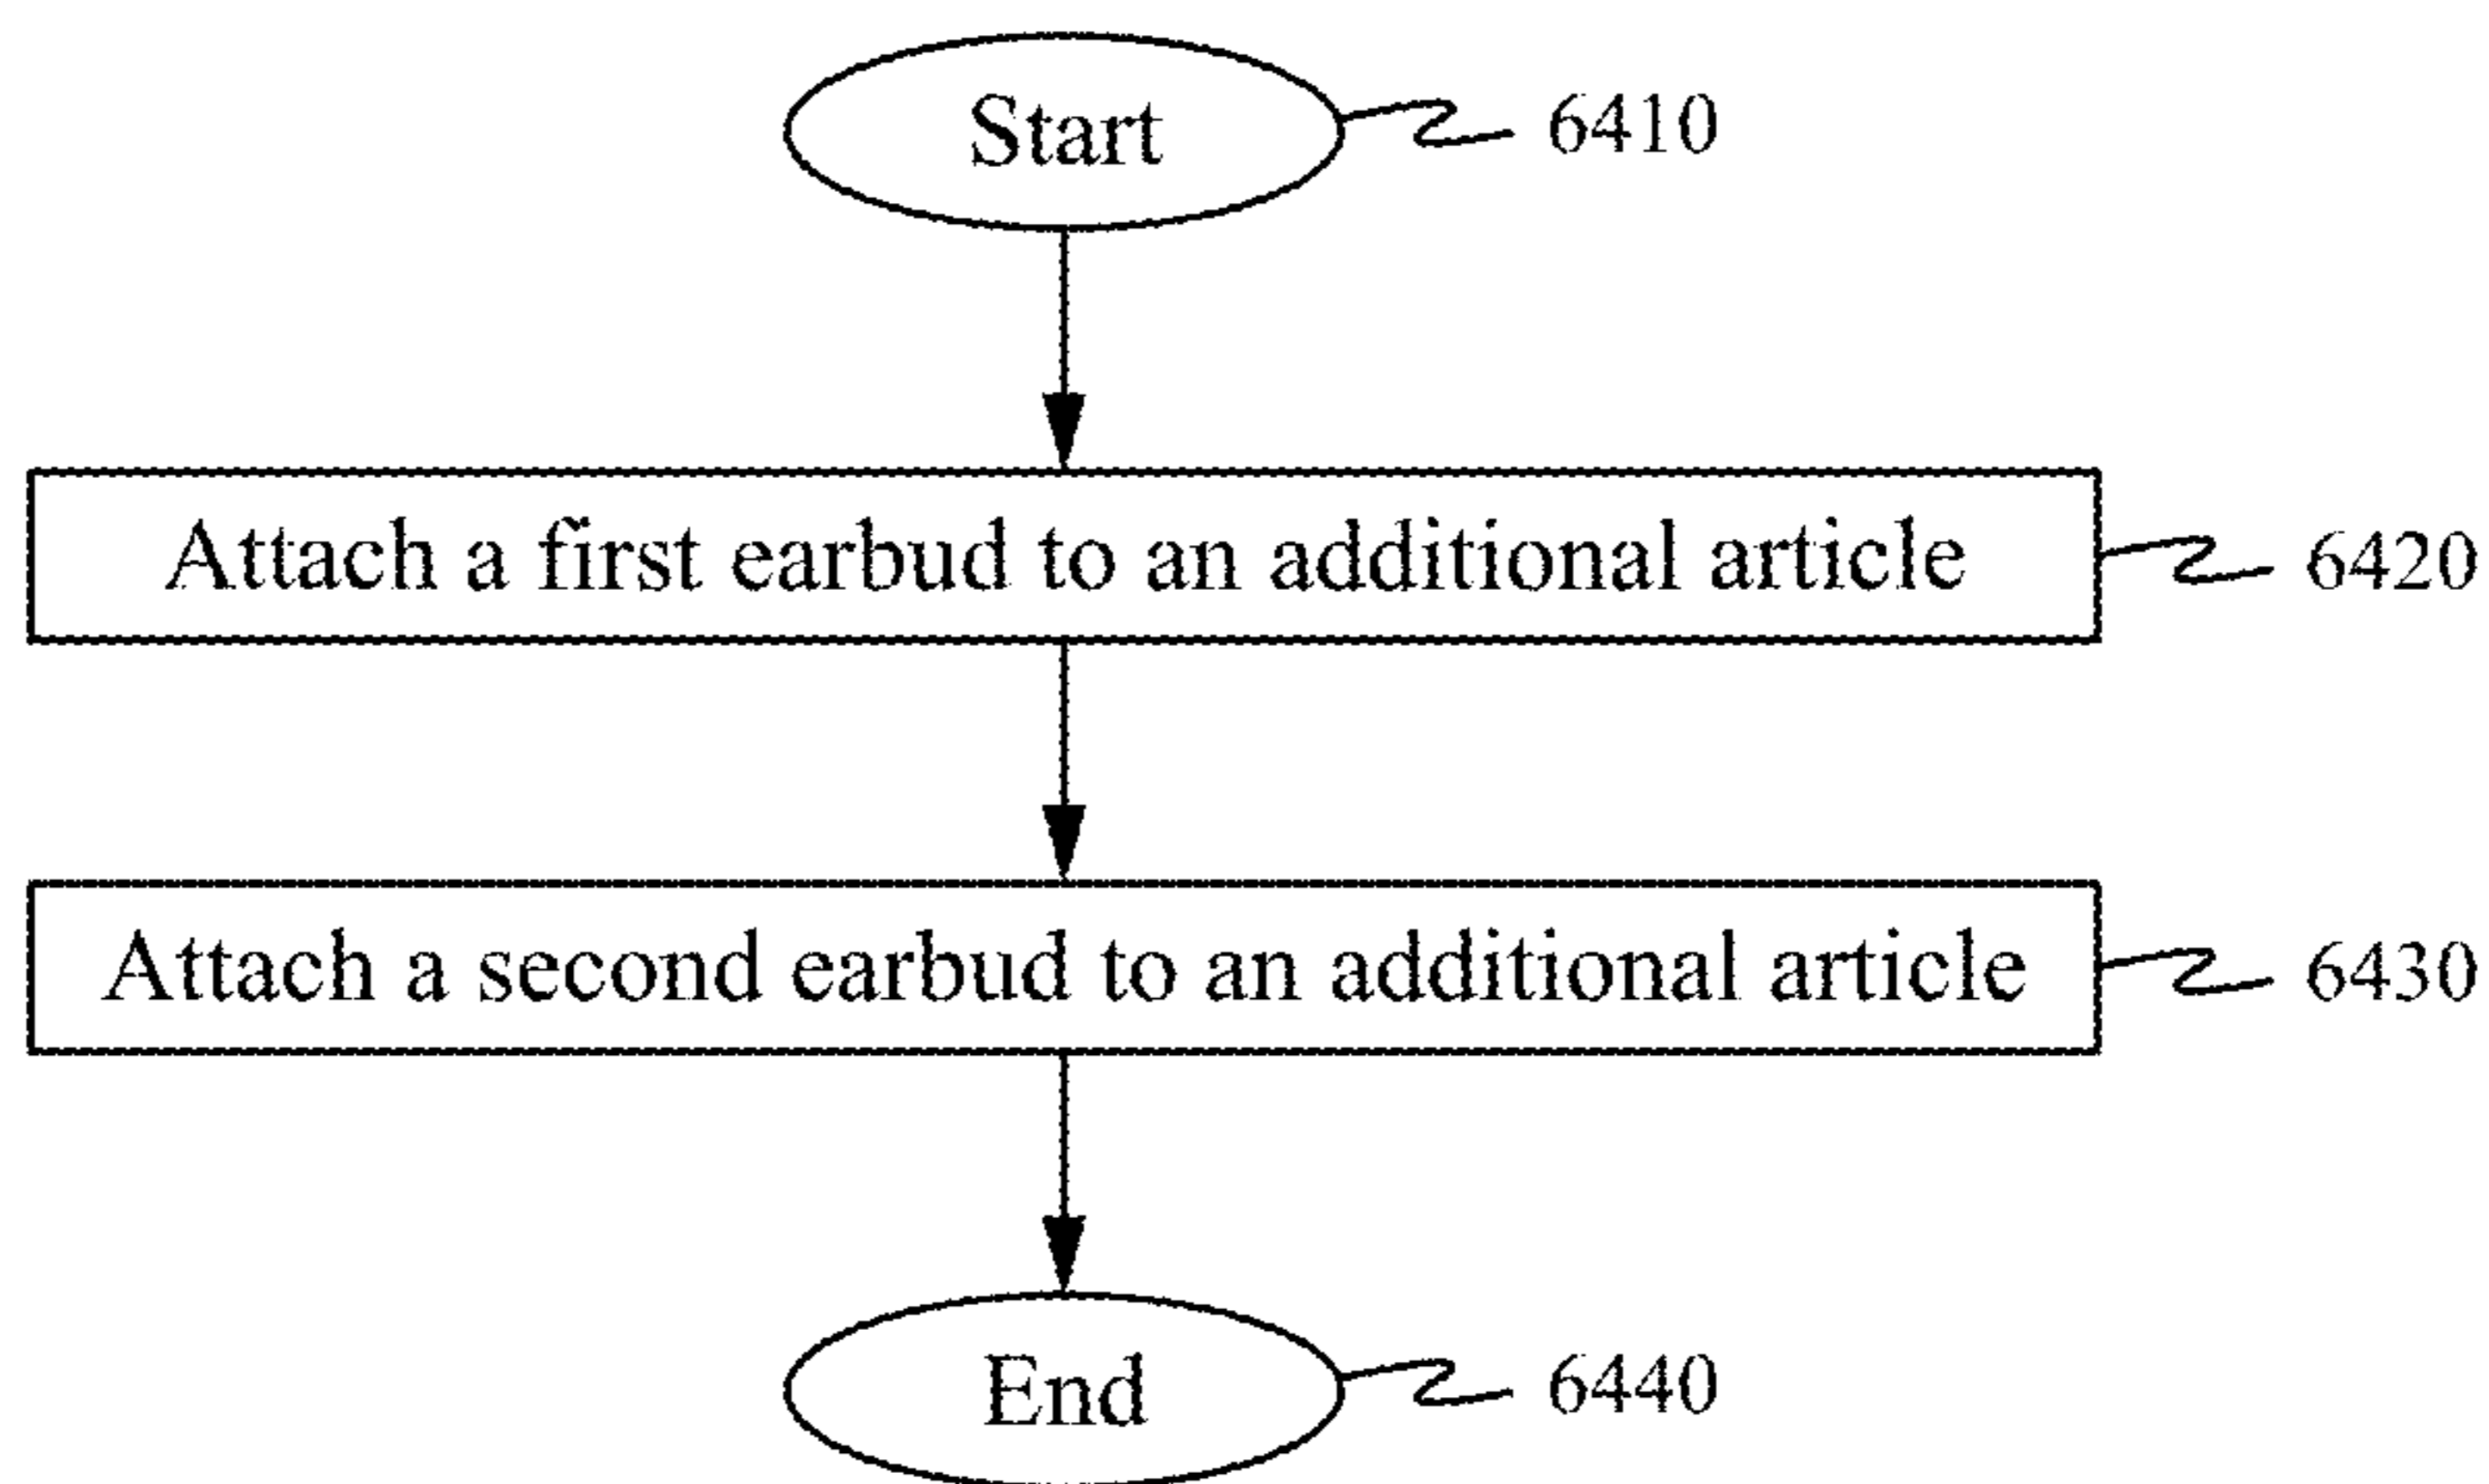 Start 6410
Attach a first earbud to an additional article 6420
Attach a second earbud to an additional article 6430
End 6440